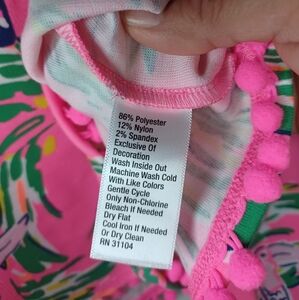 86% Polyester
12% Nylon
2% Spandex
Exclusive Of
Decoration
Wash Inside Out
Machine Wash Cold
With Like Colors
Gentle Cycle
Only Non-Chlorine
Bleach If Needed
Dry Flat
Cool Iron If Needed
Or Dry Clean
RN 31104